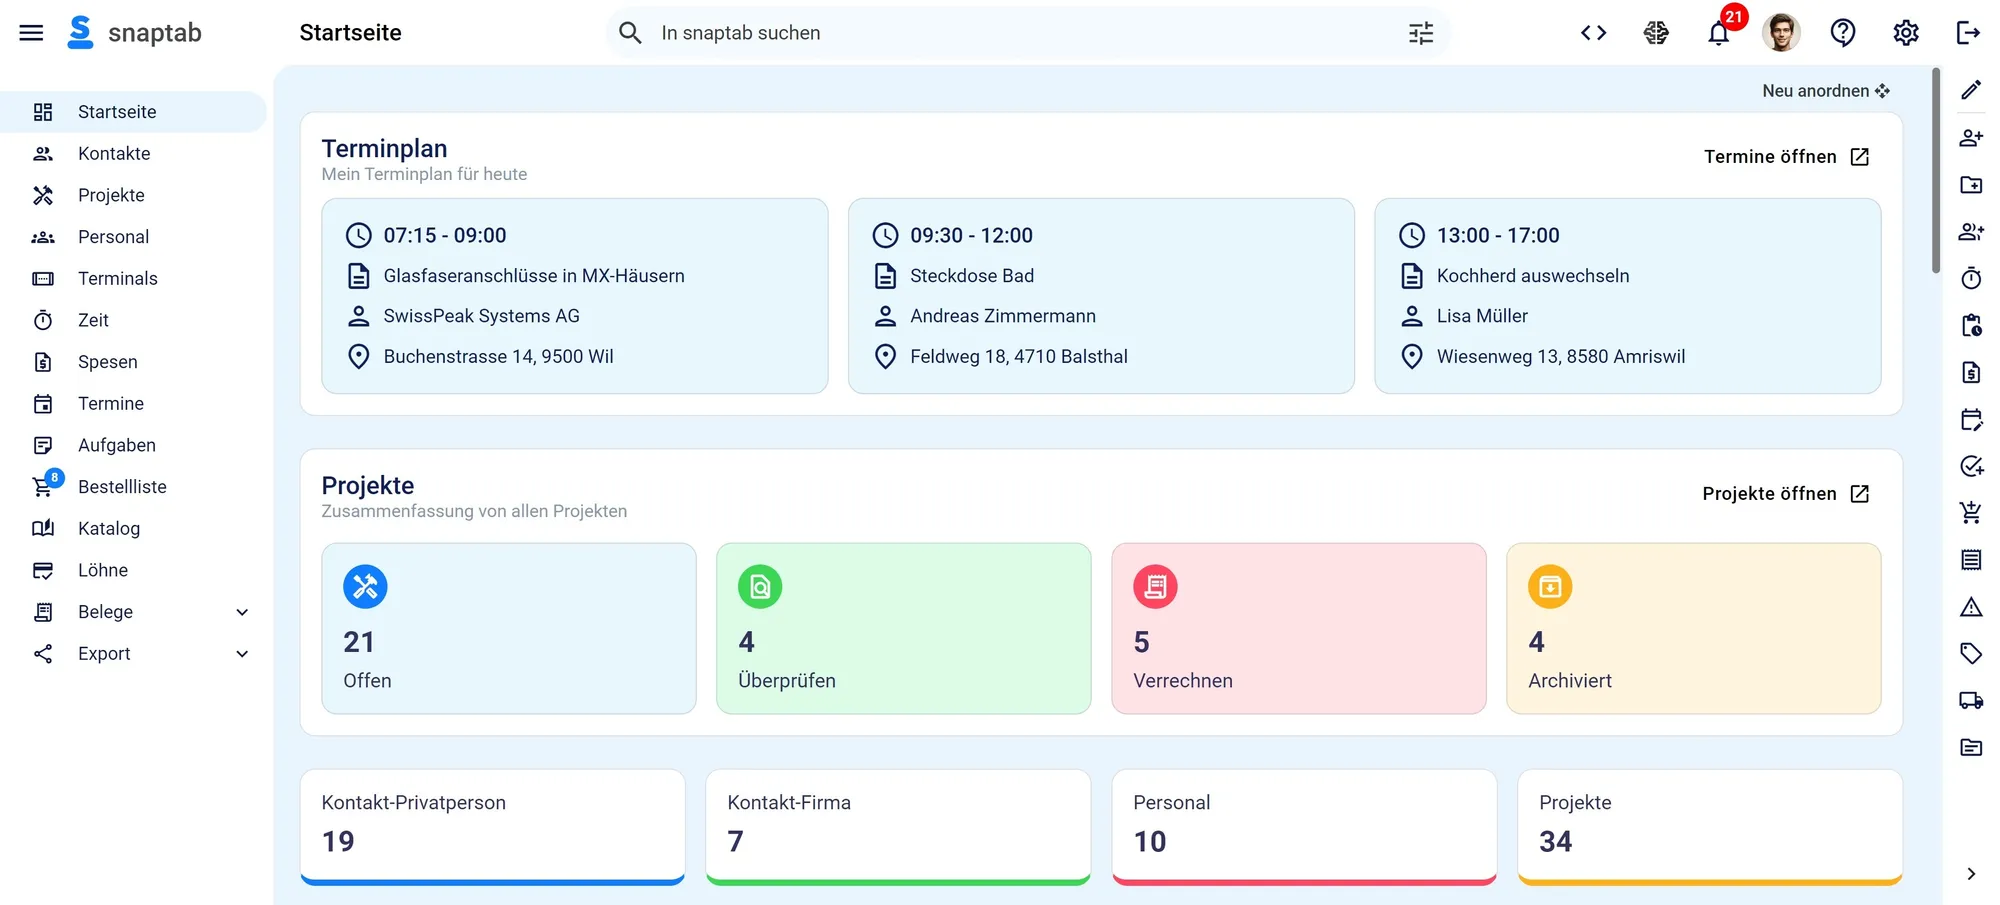 snaptab
Startseite
In snaptab suchen
21
Startseite
Kontakte
Projekte
Personal
Terminals
Zeit
Spesen
Termine
Aufgaben
8
Bestellliste
Katalog
Löhne
Belege
Export
Neu anordnen
Terminplan
Mein Terminplan für heute
Termine öffnen
07:15 - 09:00
Glasfaseranschlüsse in MX-Häusern
SwissPeak Systems AG
Buchenstrasse 14, 9500 Wil
09:30 - 12:00
Steckdose Bad
Andreas Zimmermann
Feldweg 18, 4710 Balsthal
13:00 - 17:00
Kochherd auswechseln
Lisa Müller
Wiesenweg 13, 8580 Amriswil
Projekte
Zusammenfassung von allen Projekten
Projekte öffnen
21
Offen
4
Überprüfen
5
Verrechnen
4
Archiviert
Kontakt-Privatperson
19
Kontakt-Firma
7
Personal
10
Projekte
34